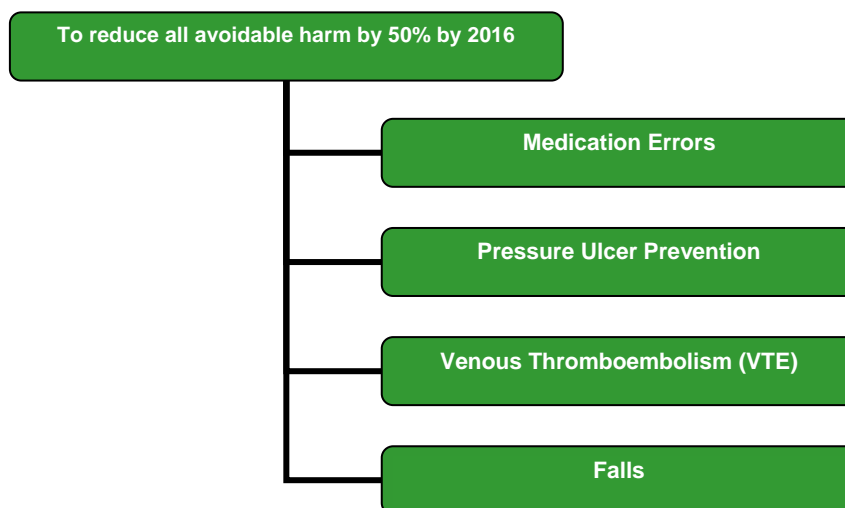 To reduce all avoidable harm by 50% by 2016
Medication Errors
Pressure Ulcer Prevention
Venous Thromboembolism (VTE)
Falls